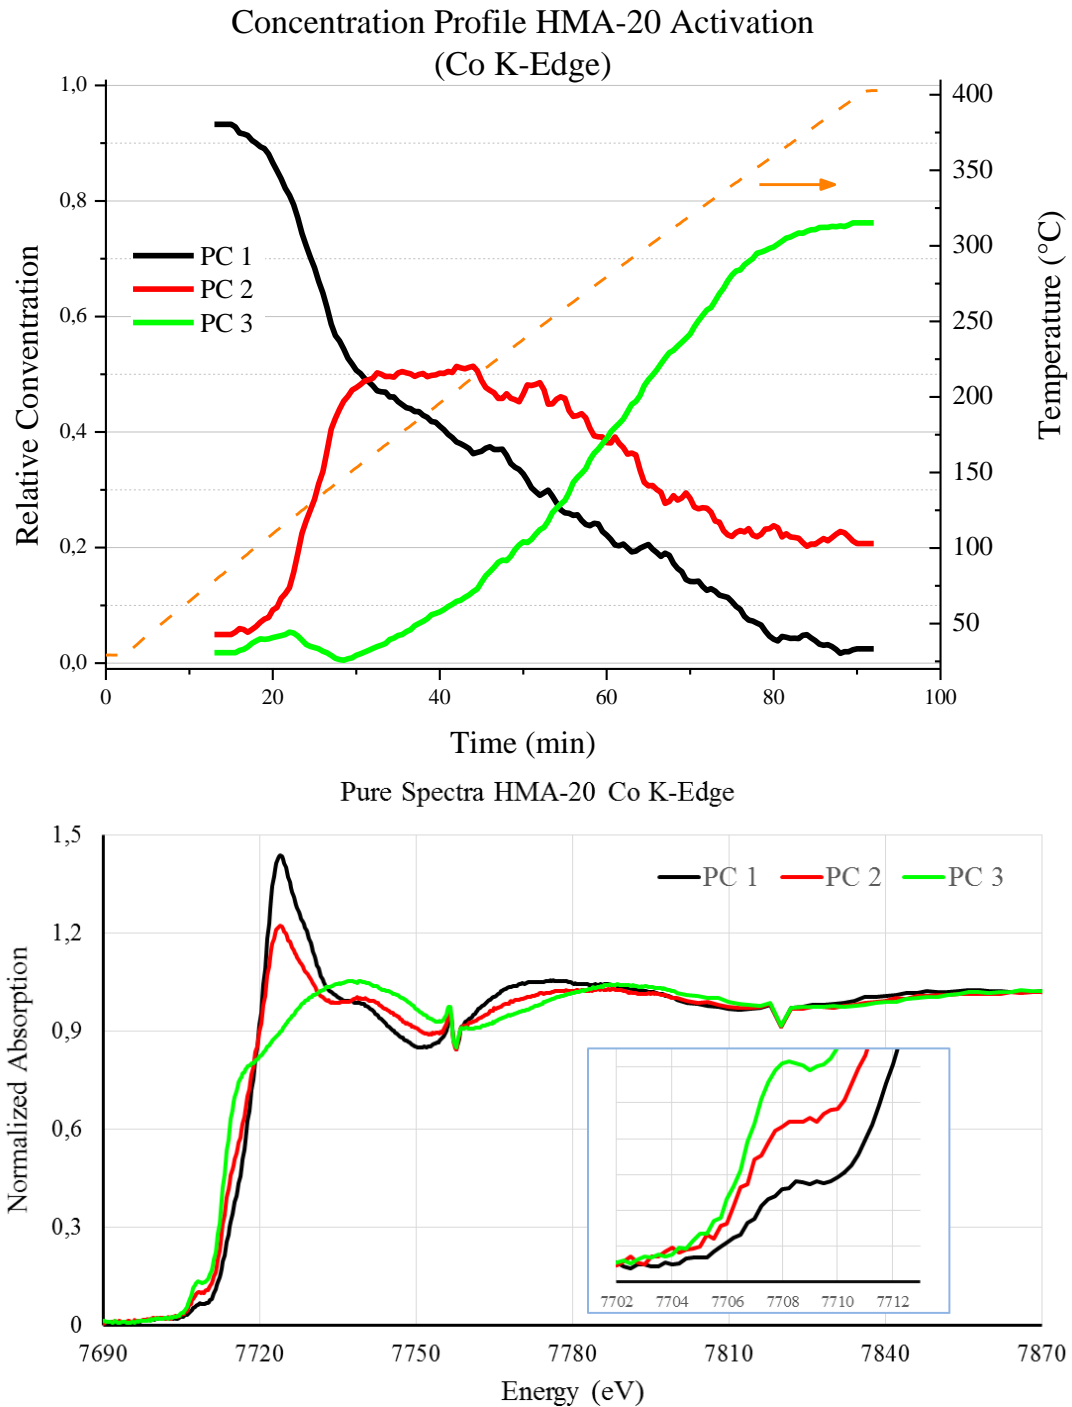 Concentration Profile HMA-20 Activation
(Co K-Edge)
1,0
0,8
0,6
0,4
0,2
0,0
Relative Conventration
PC 1
PC 2
PC 3
400
350
300
250
200
150
100
50
Temperature (°C)
0 20 40 60 80 100
Time (min)
Pure Spectra HMA-20 Co K-Edge
1,5
1,2
0,9
0,6
0,3
0
Normalized Absorption
PC 1 PC 2 PC 3
7702 7704 7706 7708 7710 7712
7690 7720 7750 7780 7810 7840 7870
Energy (eV)